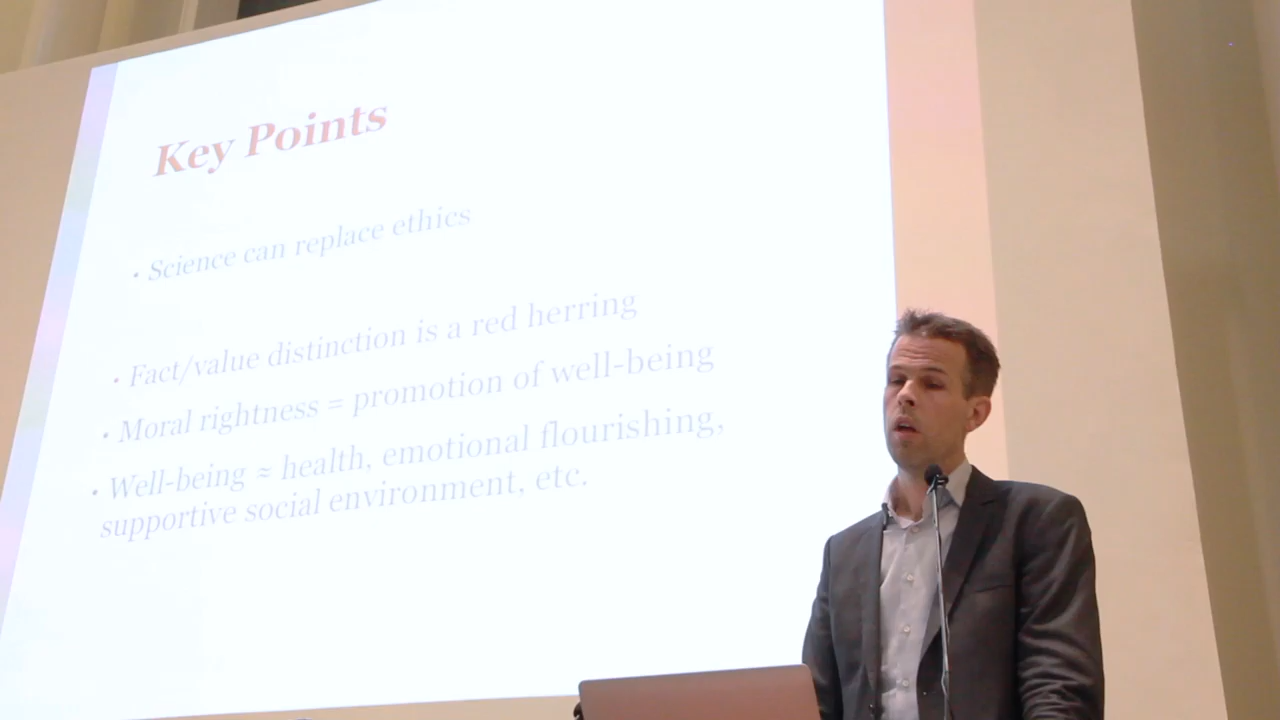 Key Points
• Science can replace ethics
• Fact/value distinction is a red herring
• Moral rightness = promotion of well-being
• Well-being ≈ health, emotional flourishing,
supportive social environment, etc.